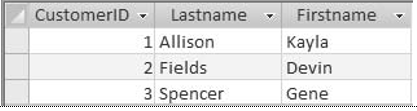 CustomerID Lastname Firstname
1 Allison Kayla
2 Fields Devin
3 Spencer Gene